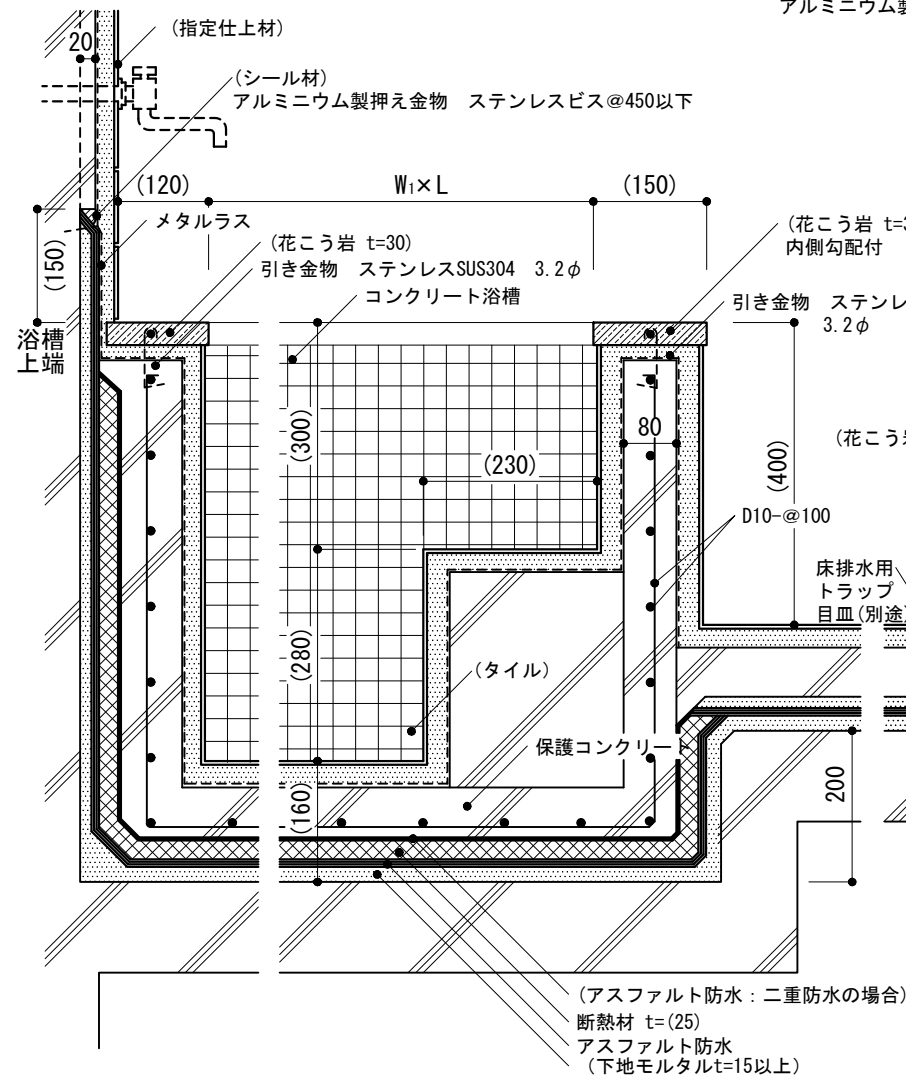 アルミニウム製
(指定仕上材)
20
(シール材)
アルミニウム製押え金物　ステンレスビス@450以下
(120)
W₁×L
(150)
メタルラス
(150)
(花こう岩 t=30)
引き金物　ステンレスSUS304　3.2φ
コンクリート浴槽
(花こう岩 t=3
内側勾配付
引き金物　ステンレ
3.2φ
浴槽
上端
(300)
80
(230)
(400)
(花こう岩
D10-@100
床排水用
トラップ
目皿(別途)
(280)
(タイル)
保護コンクリート
(160)
200
(アスファルト防水：二重防水の場合)
断熱材 t=(25)
アスファルト防水
(下地モルタルt=15以上)